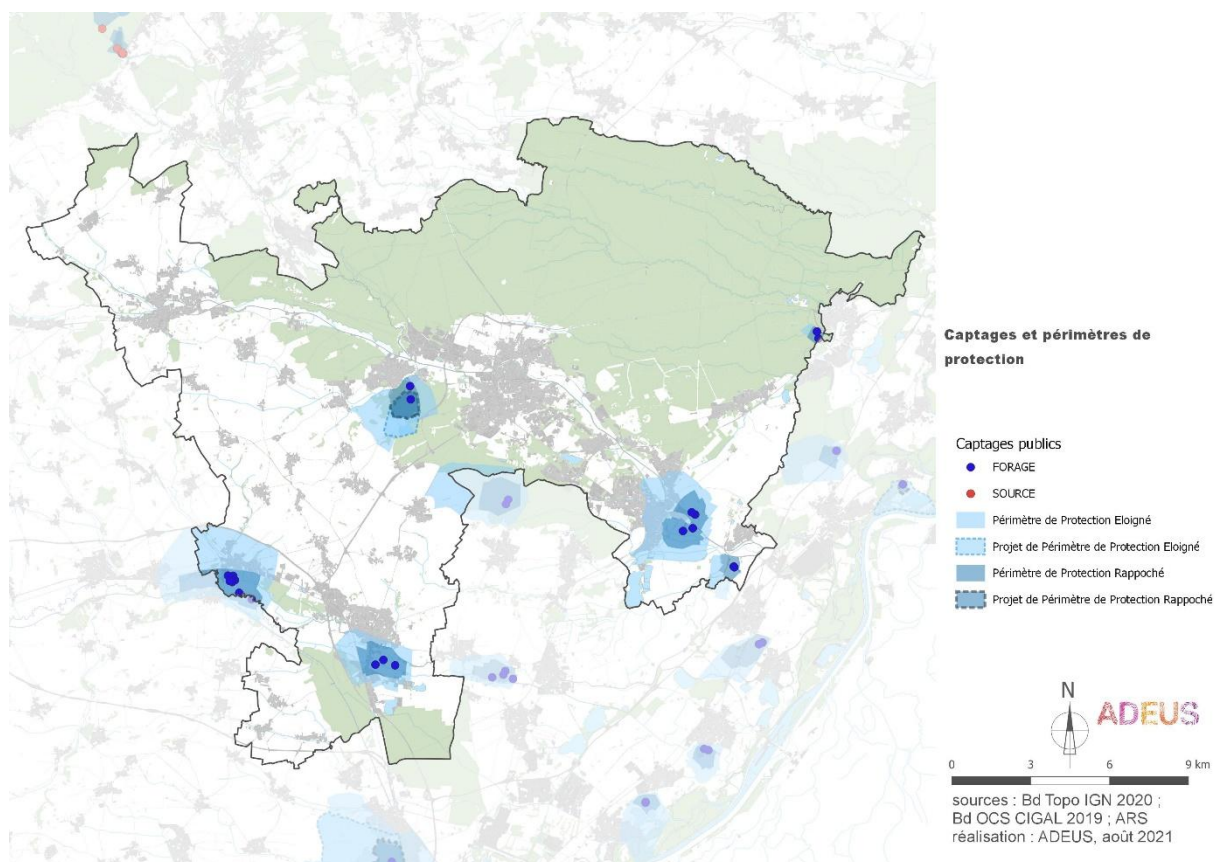 Captages et périmètres de
protection
Captages publics
FORAGE
SOURCE
Périmètre de Protection Eloigné
Projet de Périmètre de Protection Eloigné
Périmètre de Protection Rappoché
Projet de Périmètre de Protection Rappoché
N
ADEUS
0 3 6 9 km
sources : Bd Topo IGN 2020 ;
Bd OCS CIGAL 2019 ; ARS
réalisation : ADEUS, août 2021